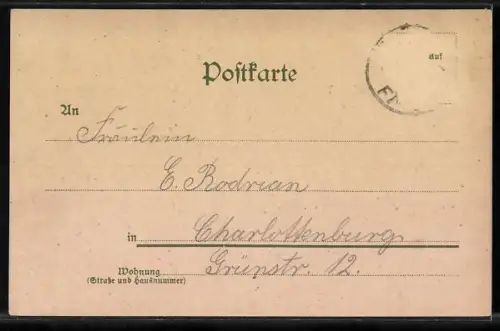 auf
Postkarte
An
Fräulein
E. Rodrian
in Charlottenburg
Wohnung Grünstr. 12.
(Straße und Hausnummer)